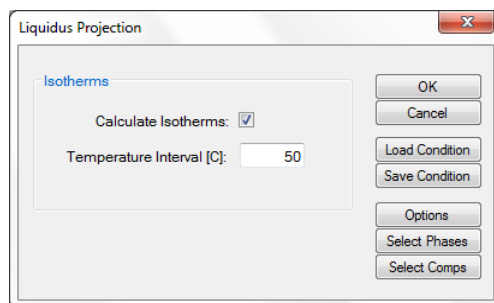 Liquidus Projection
Isotherms
Calculate Isotherms:
Temperature Interval [C]: 50
OK
Cancel
Load Condition
Save Condition
Options
Select Phases
Select Comps